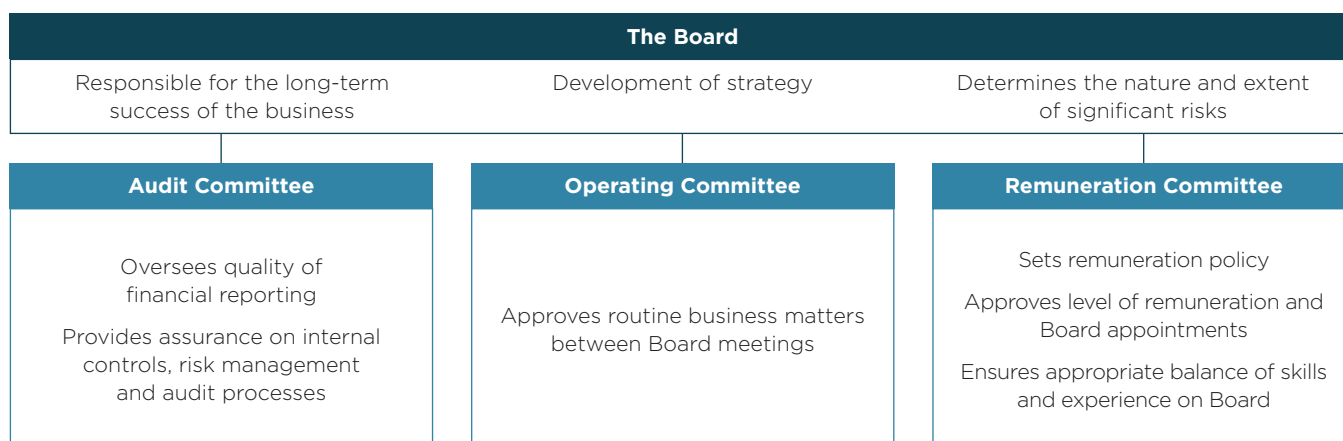 The Board
Responsible for the long-term
success of the business
Development of strategy
Determines the nature and extent
of significant risks
Audit Committee
Oversees quality of
financial reporting
Provides assurance on internal
controls, risk management
and audit processes
Operating Committee
Approves routine business matters
between Board meetings
Remuneration Committee
Sets remuneration policy
Approves level of remuneration and
Board appointments
Ensures appropriate balance of skills
and experience on Board